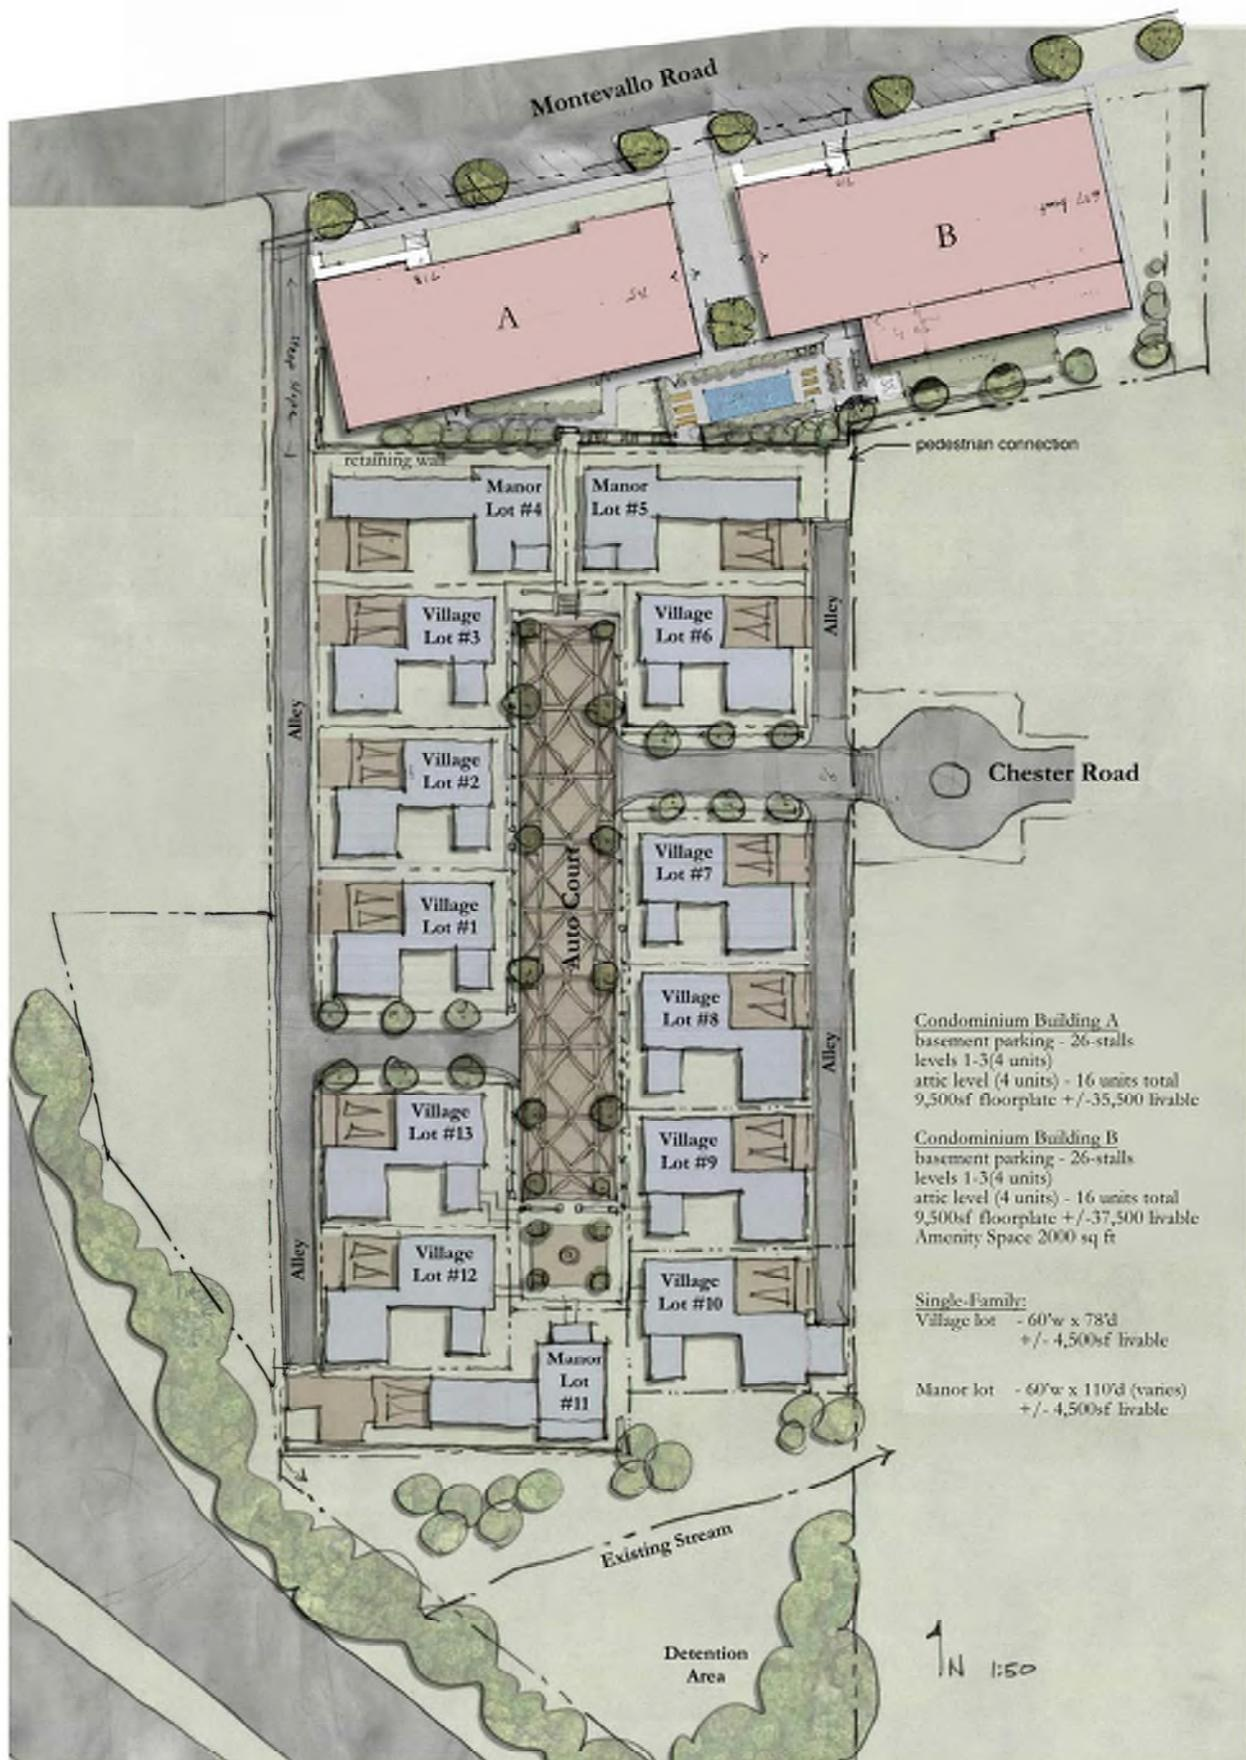 Montevallo Road
B
A
718
steep slope
pedestrian connection
retaining wall
Manor
Lot #4
Manor
Lot #5
Village
Lot #3
Village
Lot #6
Alley
Alley
Village
Lot #2
Chester Road
Village
Lot #7
Auto Court
Village
Lot #1
Village
Lot #8
Alley
Village
Lot #13
Village
Lot #9
Alley
Village
Lot #12
Village
Lot #10
Manor
Lot
#11
Condominium Building A
basement parking - 26-stalls
levels 1-3(4 units)
attic level (4 units) - 16 units total
9,500sf floorplate +/-35,500 livable
Condominium Building B
basement parking - 26-stalls
levels 1-3(4 units)
attic level (4 units) - 16 units total
9,500sf floorplate +/-37,500 livable
Amenity Space 2000 sq ft
Single-Family:
Village lot - 60'w x 78'd
+/- 4,500sf livable
Manor lot - 60'w x 110'd (varies)
+/- 4,500sf livable
Existing Stream
Detention
Area
N 1:50